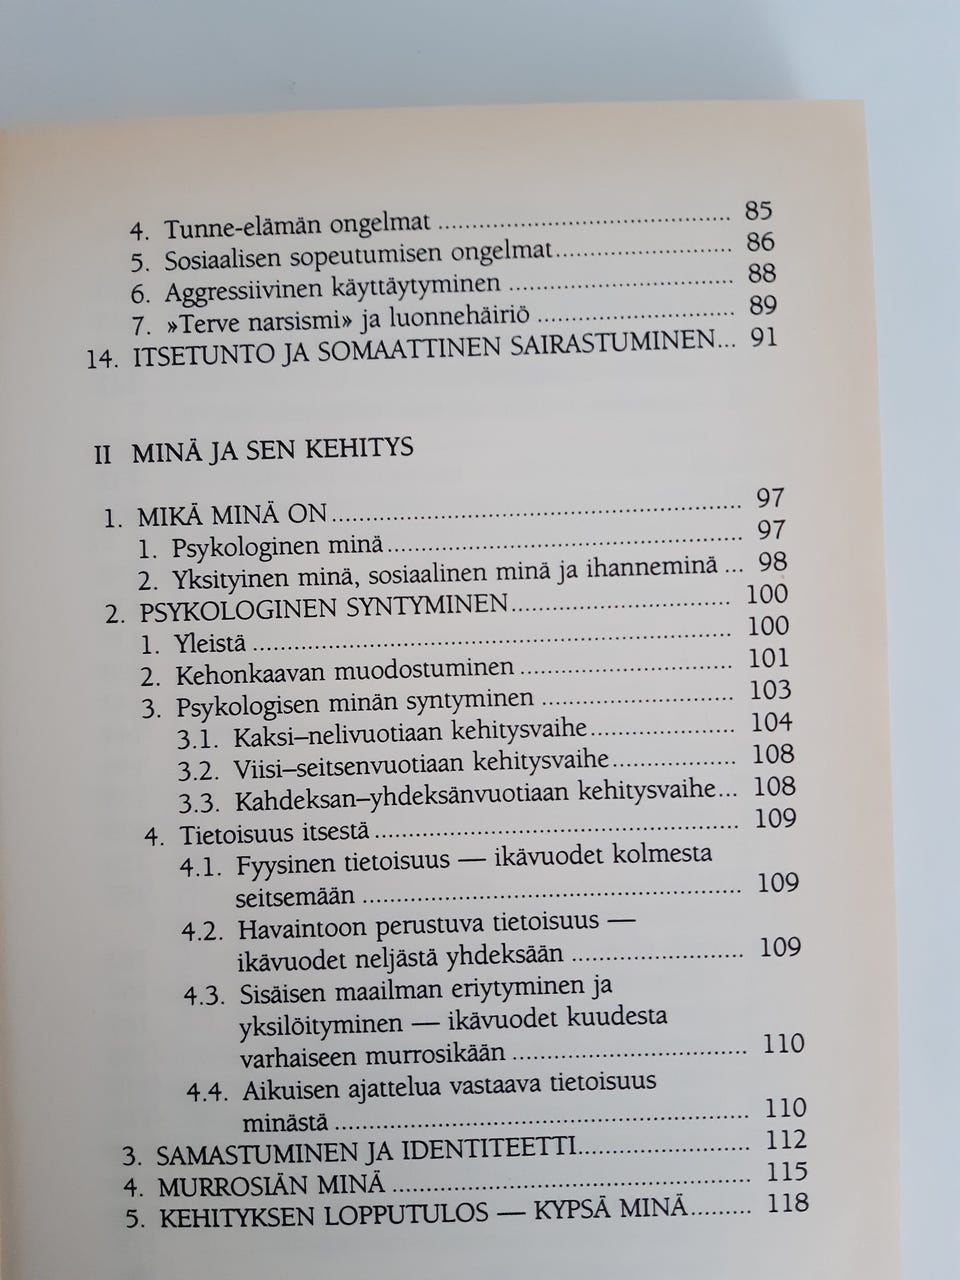 4. Tunne-elämän ongelmat ........................................ 85
5. Sosiaalisen sopeutumisen ongelmat.......................... 86
6. Aggressiivinen käyttäytyminen ................................. 88
7. »Terve narsismi» ja luonnehäiriö ............................. 89
14. ITSETUNTO JA SOMAATTINEN SAIRASTUMINEN... 91
II MINÄ JA SEN KEHITYS
1. MIKÄ MINÄ ON............................................................ 97
1. Psykologinen minä.................................................... 97
2. Yksityinen minä, sosiaalinen minä ja ihanneminä ... 98
2. PSYKOLOGINEN SYNTYMINEN................................ 100
1. Yleistä ...................................................................... 100
2. Kehonkaavan muodostuminen ............................... 101
3. Psykologisen minän syntyminen ............................ 103
3.1. Kaksi–nelivuotiaan kehitysvaihe..................... 104
3.2. Viisi–seitsenvuotiaan kehitysvaihe.................. 108
3.3. Kahdeksan–yhdeksänvuotiaan kehitysvaihe... 108
4. Tietoisuus itsestä ..................................................... 109
4.1. Fyysinen tietoisuus — ikävuodet kolmesta
seitsemään ....................................................... 109
4.2. Havaintoon perustuva tietoisuus —
ikävuodet neljästä yhdeksään ......................... 109
4.3. Sisäisen maailman eriytyminen ja
yksilöityminen — ikävuodet kuudesta
varhaiseen murrosikään .................................. 110
4.4. Aikuisen ajattelua vastaava tietoisuus
minästä ............................................................ 110
3. SAMASTUMINEN JA IDENTITEETTI......................... 112
4. MURROSIÄN MINÄ .................................................... 115
5. KEHITYKSEN LOPPUTULOS — KYPSÄ MINÄ......... 118